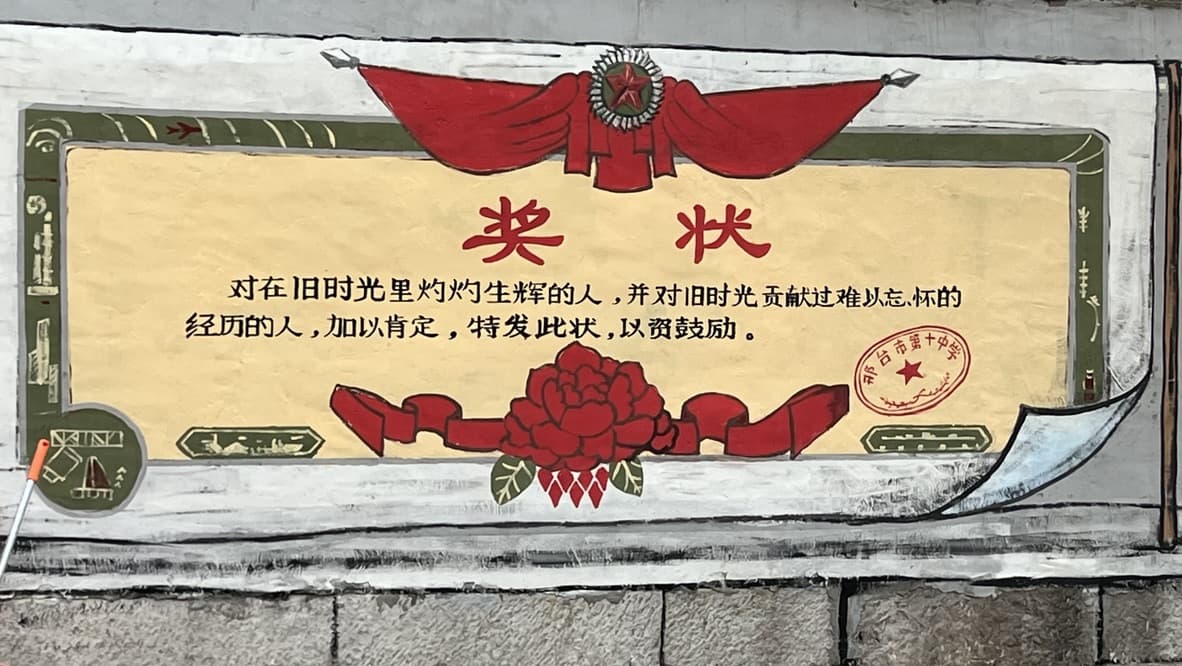 奖 状
对在旧时光里灼灼生辉的人,并对旧时光贡献过难以忘怀的
经历的人,加以肯定,特发此状,以资鼓励。
邢台市第十中学